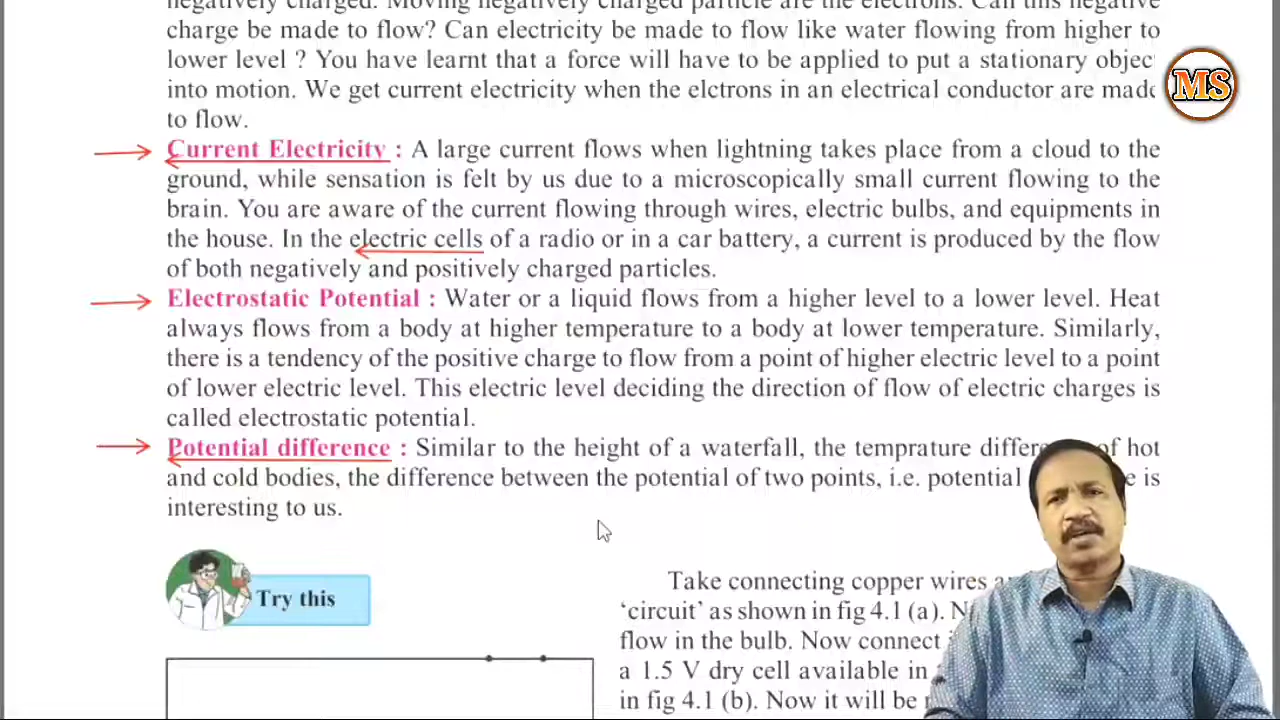 negatively charged. Moving negatively charged particle are the electrons. Can this negative
charge be made to flow? Can electricity be made to flow like water flowing from higher to
lower level ? You have learnt that a force will have to be applied to put a stationary objec
into motion. We get current electricity when the elctrons in an electrical conductor are made
to flow.
MS
Current Electricity : A large current flows when lightning takes place from a cloud to the
ground, while sensation is felt by us due to a microscopically small current flowing to the
brain. You are aware of the current flowing through wires, electric bulbs, and equipments in
the house. In the electric cells of a radio or in a car battery, a current is produced by the flow
of both negatively and positively charged particles.
Electrostatic Potential : Water or a liquid flows from a higher level to a lower level. Heat
always flows from a body at higher temperature to a body at lower temperature. Similarly,
there is a tendency of the positive charge to flow from a point of higher electric level to a point
of lower electric level. This electric level deciding the direction of flow of electric charges is
called electrostatic potential.
Potential difference : Similar to the height of a waterfall, the temprature differ of hot
and cold bodies, the difference between the potential of two points, i.e. potential e is
interesting to us.
Try this
Take connecting copper wires
'circuit' as shown in fig 4.1 (a).
flow in the bulb. Now connect
a 1.5 V dry cell available in
in fig 4.1 (b). Now it will be